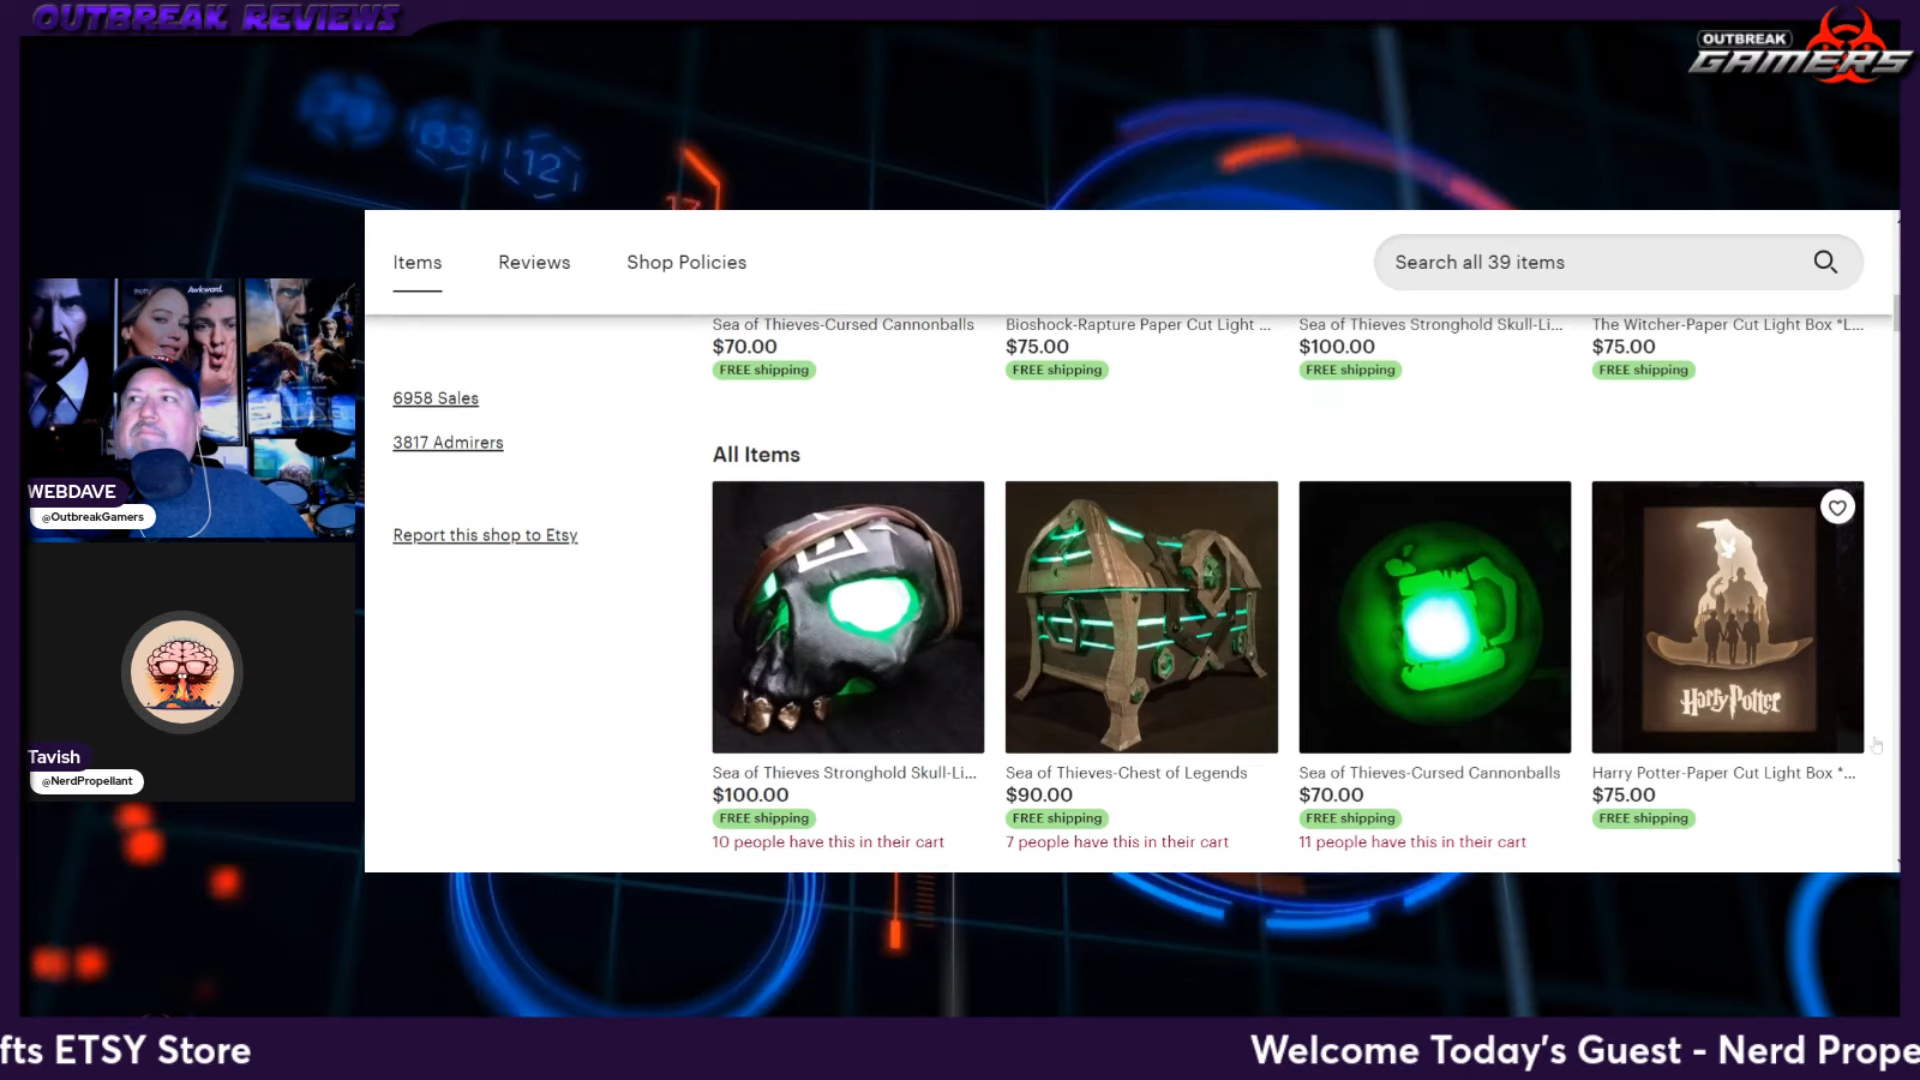 OUTBREAK REVIEWS
OUTBREAK
GAMERS
63
12
17
Items
Reviews
Shop Policies
Search all 39 items
Sea of Thieves-Cursed Cannonballs
$70.00
FREE shipping
Bioshock-Rapture Paper Cut Light ...
$75.00
FREE shipping
Sea of Thieves Stronghold Skull-Li...
$100.00
FREE shipping
The Witcher-Paper Cut Light Box *L...
$75.00
FREE shipping
6958 Sales
3817 Admirers
Report this shop to Etsy
All Items
Harry Potter
Sea of Thieves Stronghold Skull-Li...
$100.00
FREE shipping
10 people have this in their cart
Sea of Thieves-Chest of Legends
$90.00
FREE shipping
7 people have this in their cart
Sea of Thieves-Cursed Cannonballs
$70.00
FREE shipping
11 people have this in their cart
Harry Potter-Paper Cut Light Box *...
$75.00
FREE shipping
Awkward.
WEBDAVE
@OutbreakGamers
Tavish
@NerdPropellant
fts ETSY Store
Welcome Today's Guest - Nerd Prope